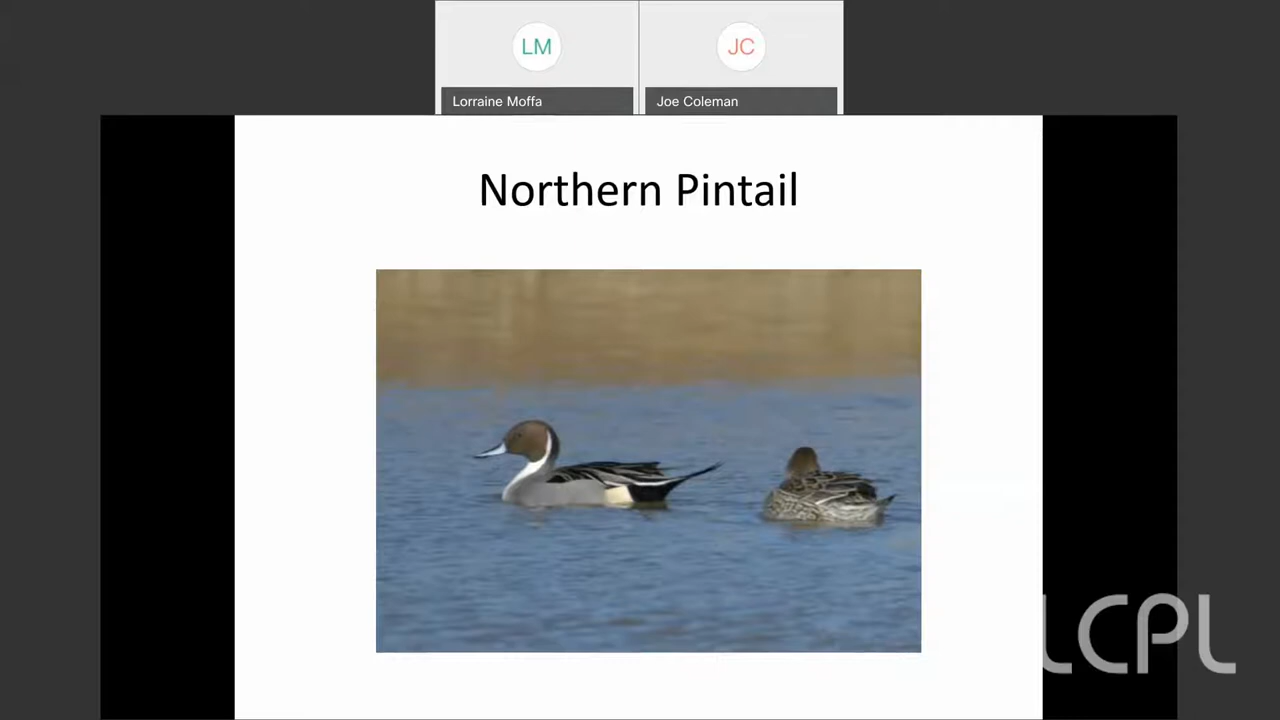 LM
JC
Lorraine Moffa
Joe Coleman
Northern Pintail
LCPL